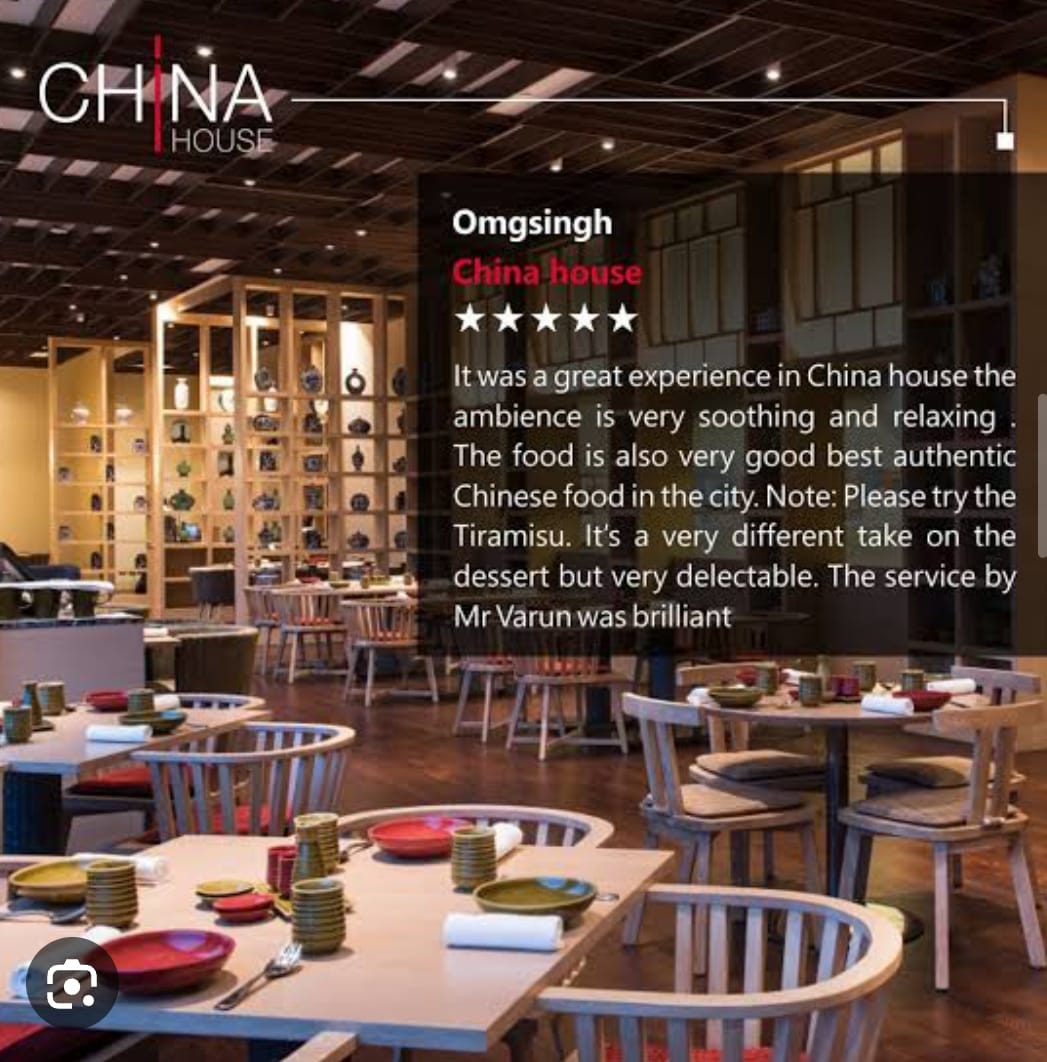 CHINA
HOUSE
Omgsingh
China house
It was a great experience in China house the
ambience is very soothing and relaxing .
The food is also very good best authentic
Chinese food in the city. Note: Please try the
Tiramisu. It's a very different take on the
dessert but very delectable. The service by
Mr Varun was brilliant